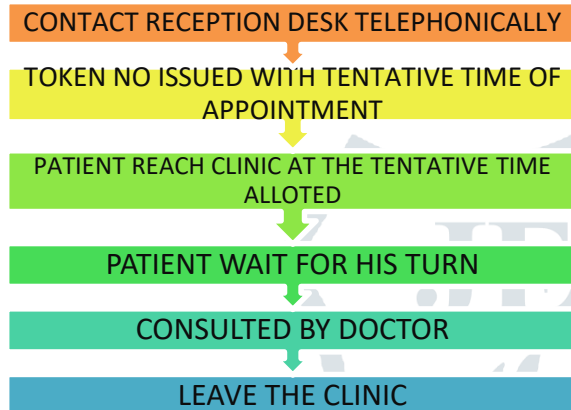 CONTACT RECEPTION DESK TELEPHONICALLY
TOKEN NO ISSUED WITH TENTATIVE TIME OF
APPOINTMENT
PATIENT REACH CLINIC AT THE TENTATIVE TIME
ALLOTED
PATIENT WAIT FOR HIS TURN
CONSULTED BY DOCTOR
LEAVE THE CLINIC